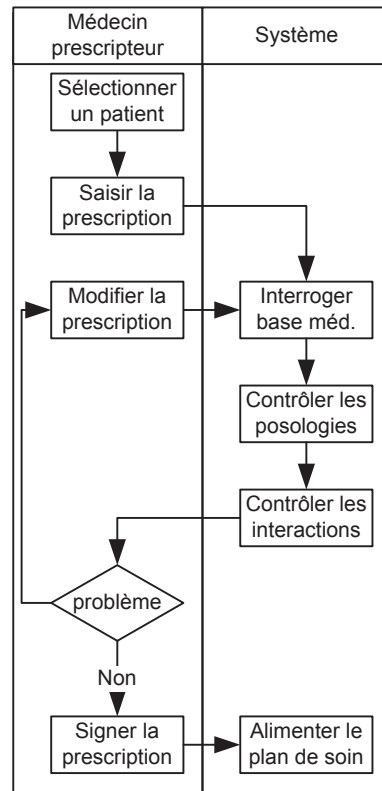 Médecin
prescripteur
Système
Sélectionner
un patient
Saisir la
prescription
Modifier la
prescription
Interroger
base méd.
Contrôler les
posologies
Contrôler les
interactions
problème
Non
Signer la
prescription
Alimenter le
plan de soin